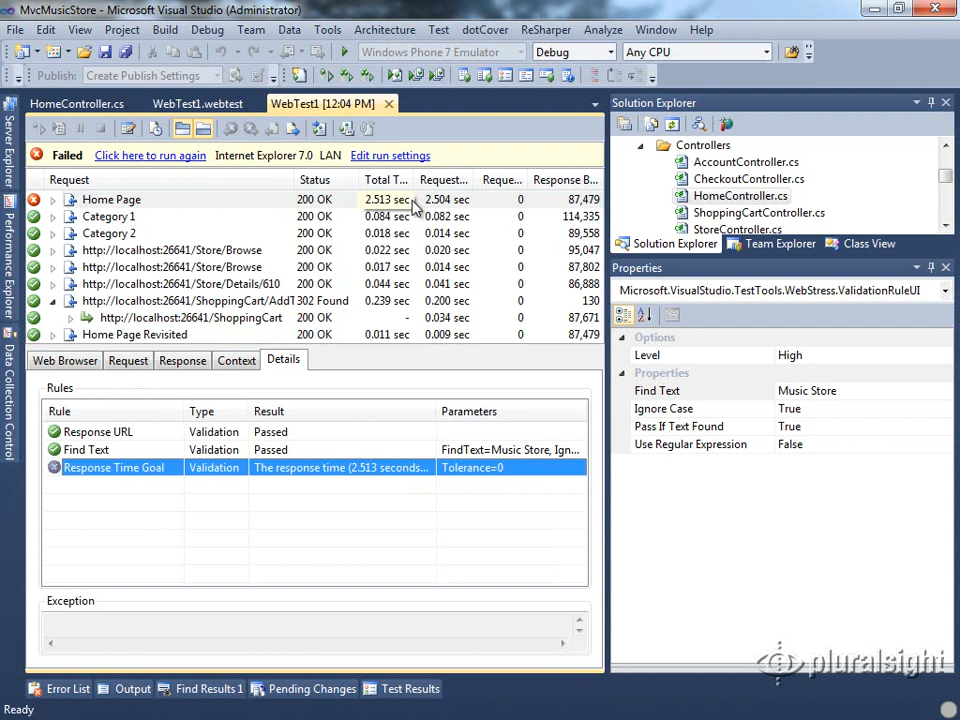 MvcMusicStore - Microsoft Visual Studio (Administrator)
File Edit View Project Build Debug Team Data Tools Architecture Test dotCover ReSharper Analyze Window Help
Windows Phone 7 Emulator Debug Any CPU
Publish: Create Publish Settings
HomeController.cs WebTest1.webtest WebTest1 [12:04 PM]
Failed Click here to run again Internet Explorer 7.0 LAN Edit run settings
Request Status Total T... Request... Reque... Response B...
Home Page 200 OK 2.513 sec 2.504 sec 0 87,479
Category 1 200 OK 0.084 sec 0.082 sec 0 114,335
Category 2 200 OK 0.018 sec 0.014 sec 0 89,558
http://localhost:26641/Store/Browse 200 OK 0.022 sec 0.020 sec 0 95,047
http://localhost:26641/Store/Browse 200 OK 0.017 sec 0.014 sec 0 87,802
http://localhost:26641/Store/Details/610 200 OK 0.044 sec 0.041 sec 0 86,888
http://localhost:26641/ShoppingCart/AddT 302 Found 0.239 sec 0.200 sec 0 130
http://localhost:26641/ShoppingCart 200 OK - 0.034 sec 0 87,671
Home Page Revisited 200 OK 0.011 sec 0.009 sec 0 87,479
Web Browser Request Response Context Details
Rules
Rule Type Result Parameters
Response URL Validation Passed
Find Text Validation Passed FindText=Music Store, Ign...
Response Time Goal Validation The response time (2.513 seconds... Tolerance=0
Exception
Server Explorer
Performance Explorer
Data Collection Control
Solution Explorer
Controllers
AccountController.cs
CheckoutController.cs
HomeController.cs
ShoppingCartController.cs
StoreController.cs
Solution Explorer Team Explorer Class View
Properties
Microsoft.VisualStudio.TestTools.WebStress.ValidationRuleUI
Options
Level High
Properties
Find Text Music Store
Ignore Case True
Pass If Text Found True
Use Regular Expression False
pluralsight
Error List Output Find Results 1 Pending Changes Test Results
Ready